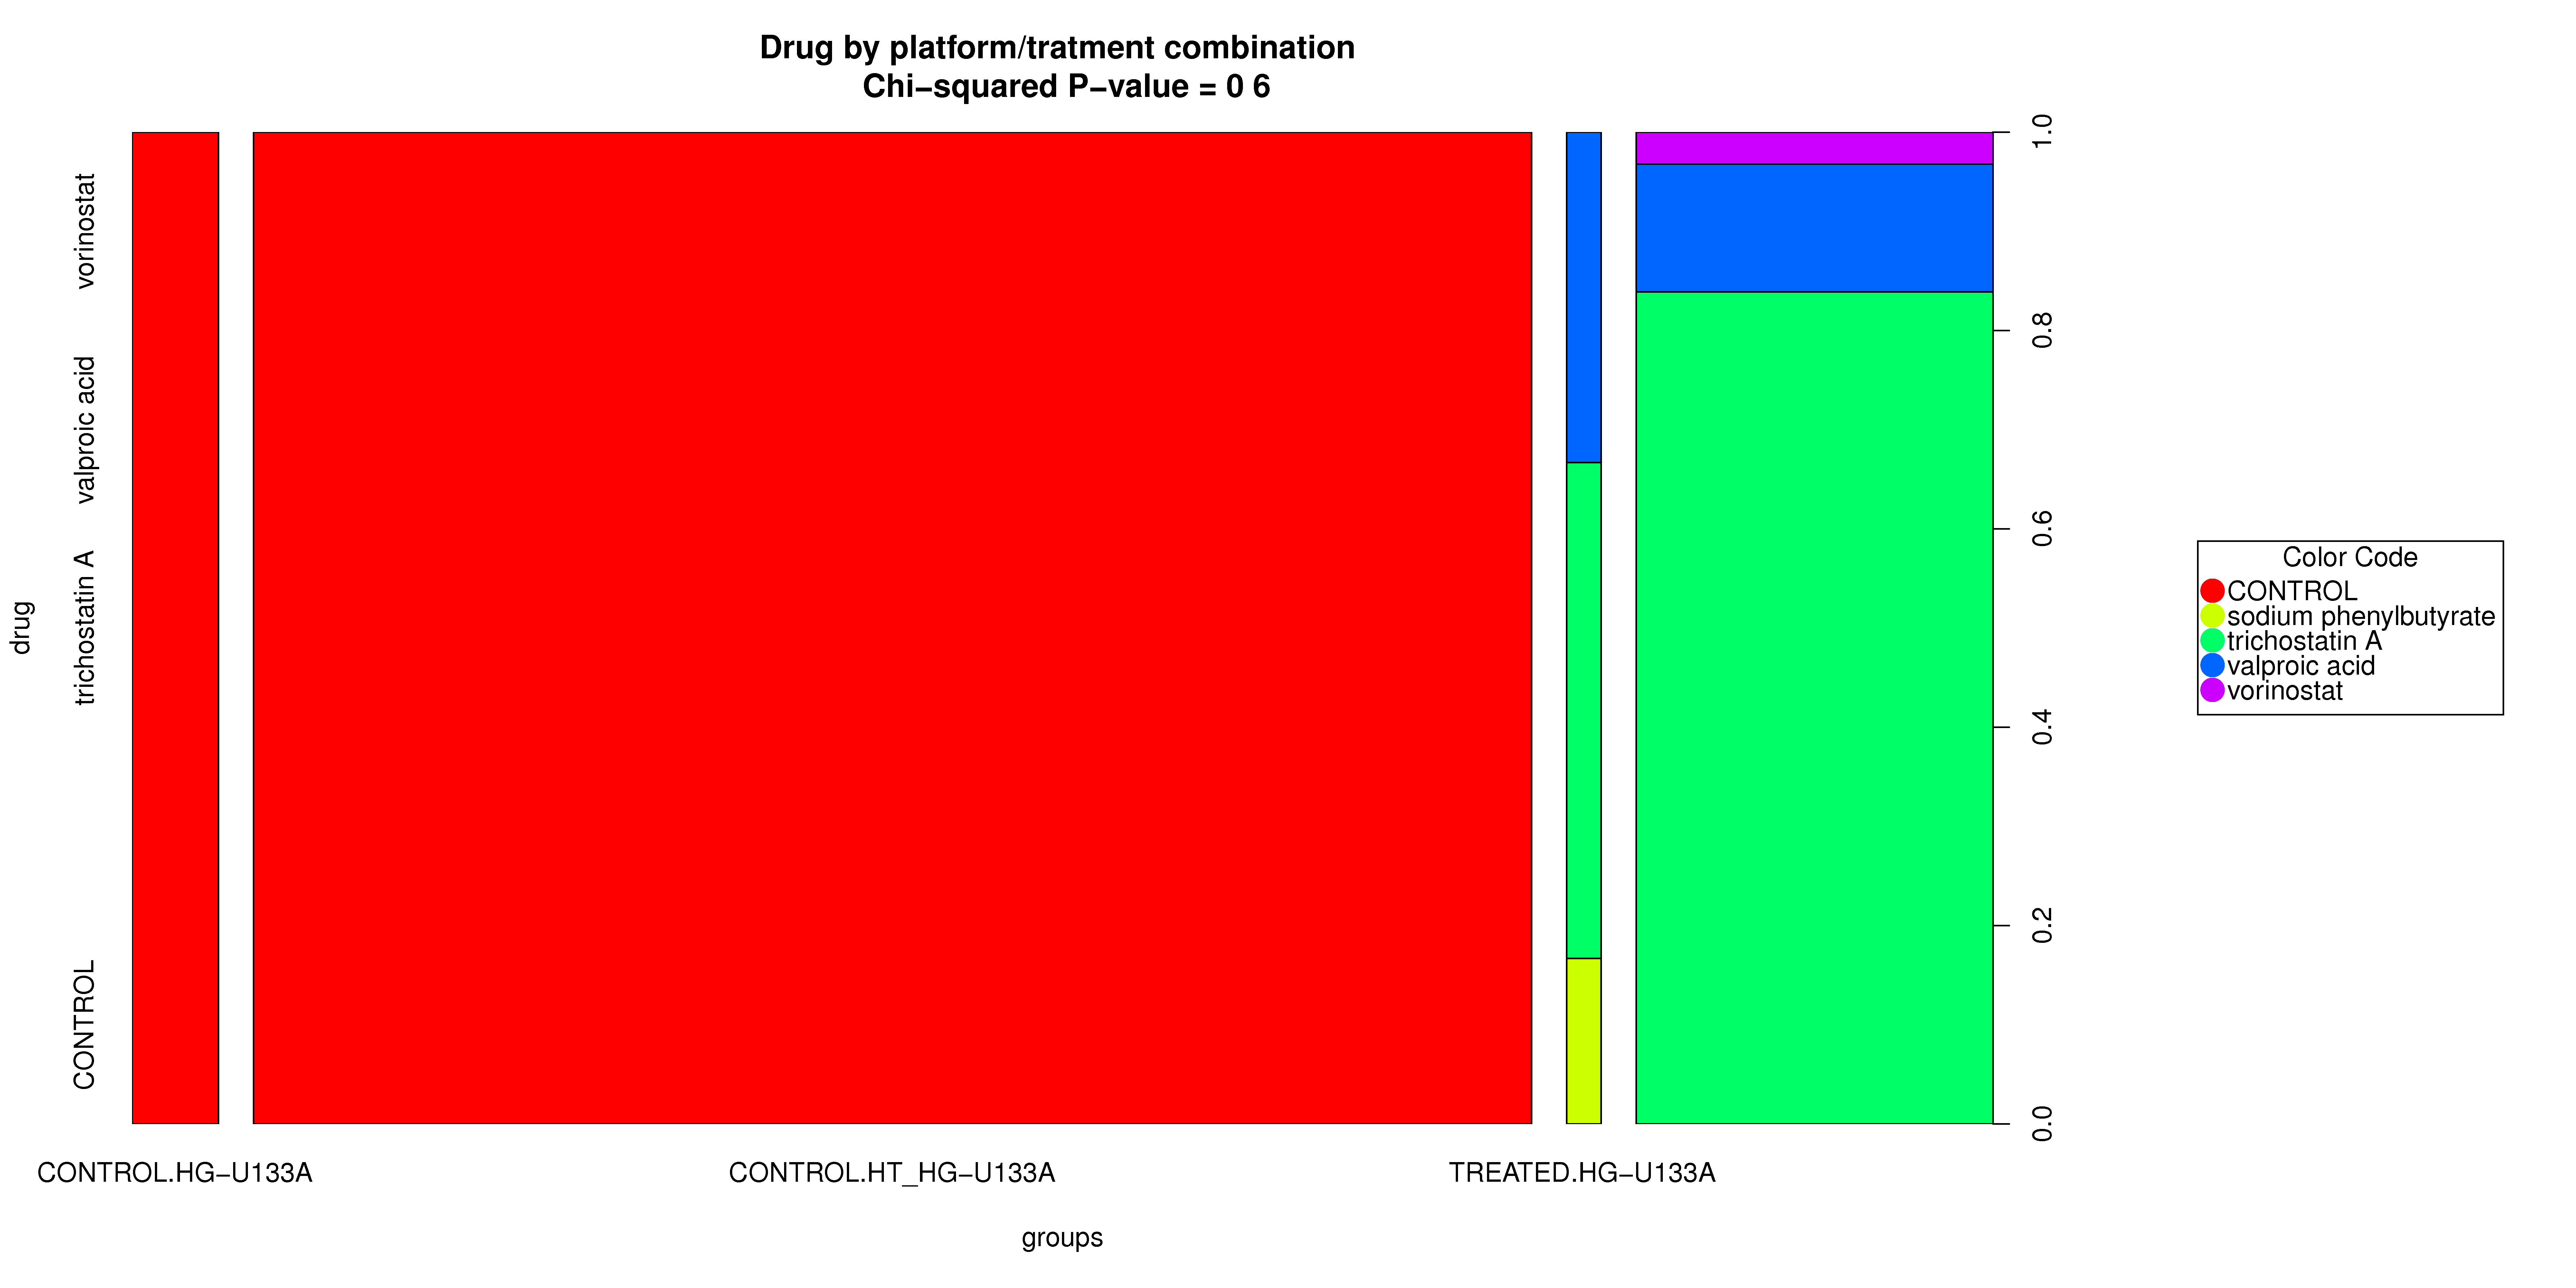 Drug by platform/tratment combination
Chi−squared P−value = 0 6
drug
vorinostat
valproic acid
trichostatin A
CONTROL
1.0
0.8
0.6
0.4
0.2
0.0
Color Code
CONTROL
sodium phenylbutyrate
trichostatin A
valproic acid
vorinostat
CONTROL.HG−U133A
CONTROL.HT_HG−U133A
TREATED.HG−U133A
groups